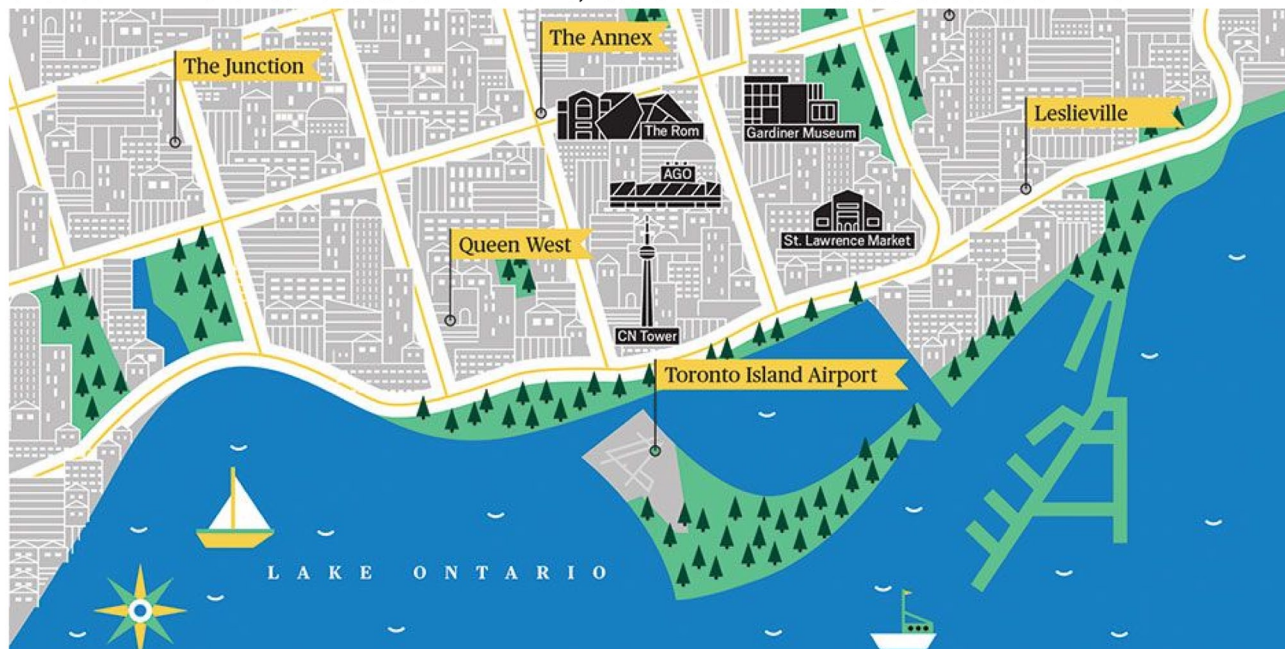 The Annex
The Junction
The Rom
Gardiner Museum
Leslieville
AGO
Queen West
St. Lawrence Market
CN Tower
Toronto Island Airport
LAKE ONTARIO